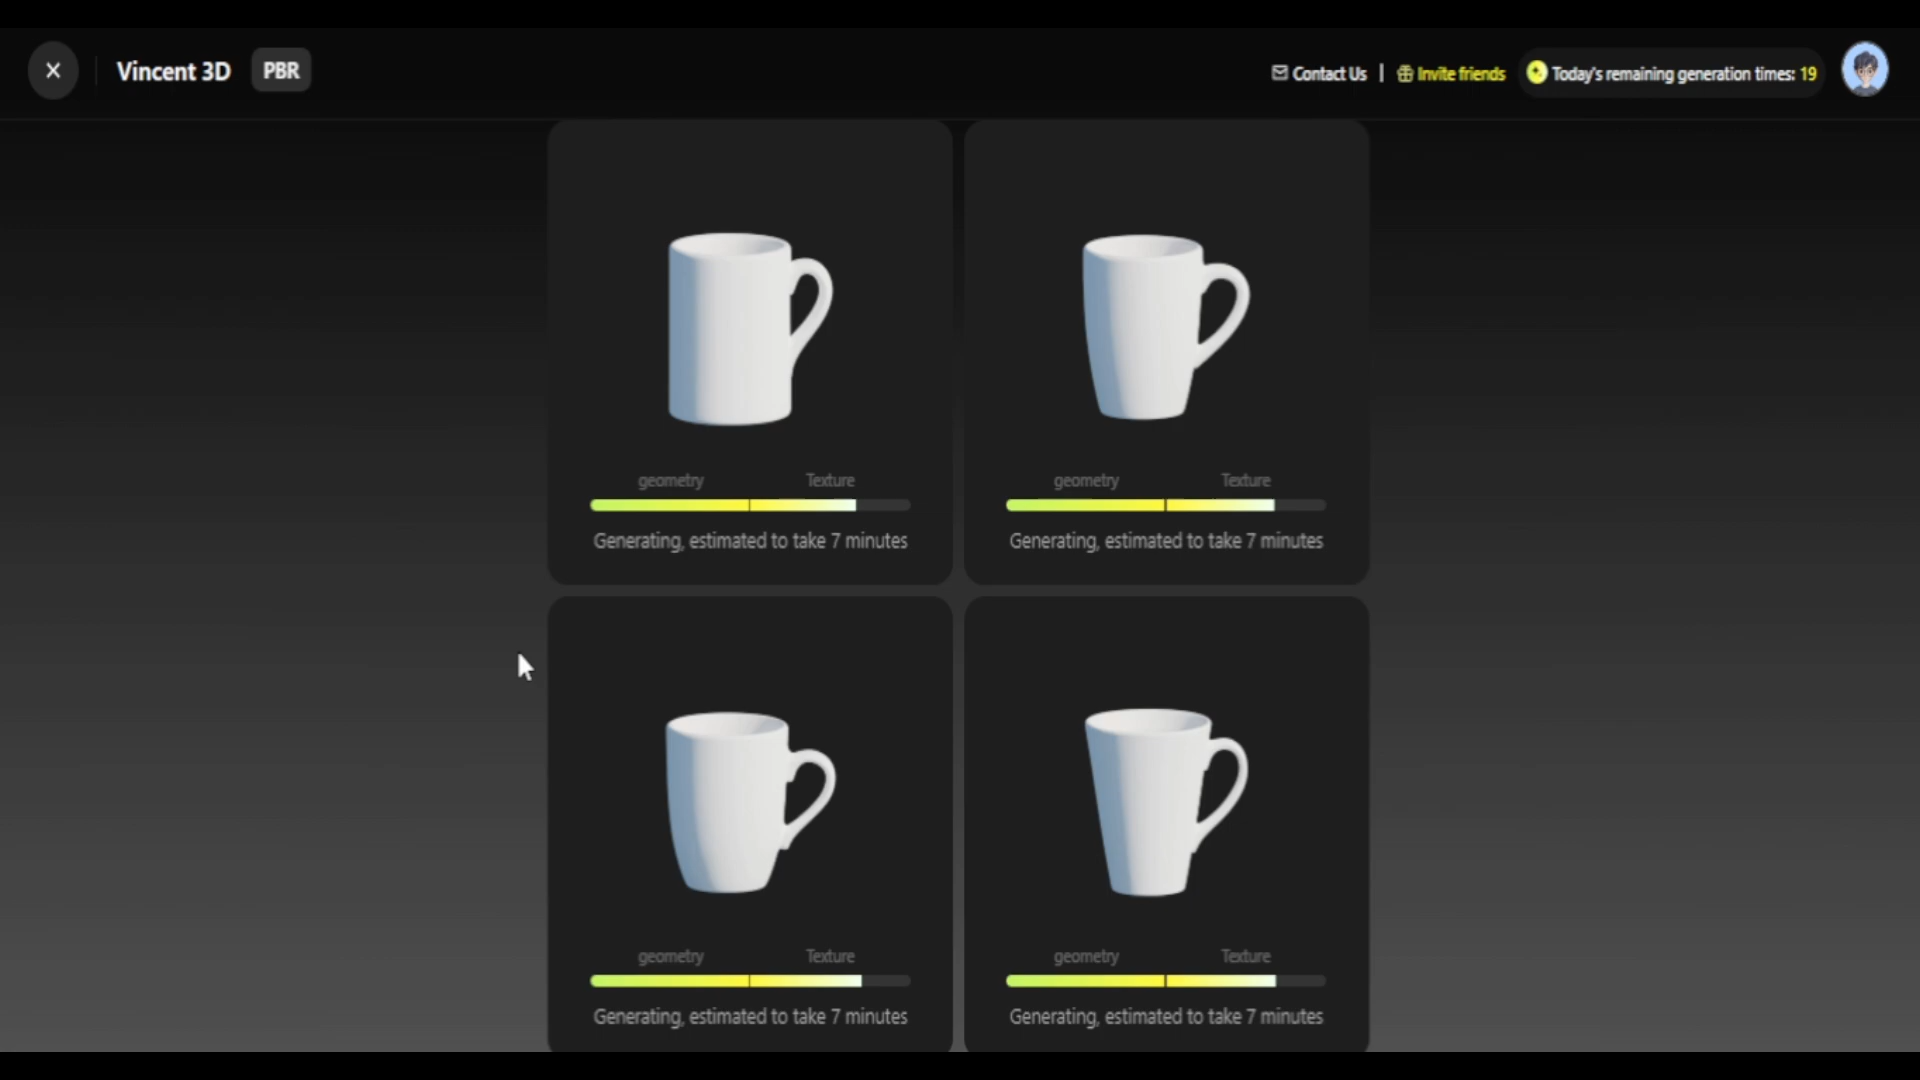 Vincent 3D PBR Contact Us | Invite friends Today's remaining generation times: 19
geometry Texture
Generating, estimated to take 7 minutes
geometry Texture
Generating, estimated to take 7 minutes
geometry Texture
Generating, estimated to take 7 minutes
geometry Texture
Generating, estimated to take 7 minutes